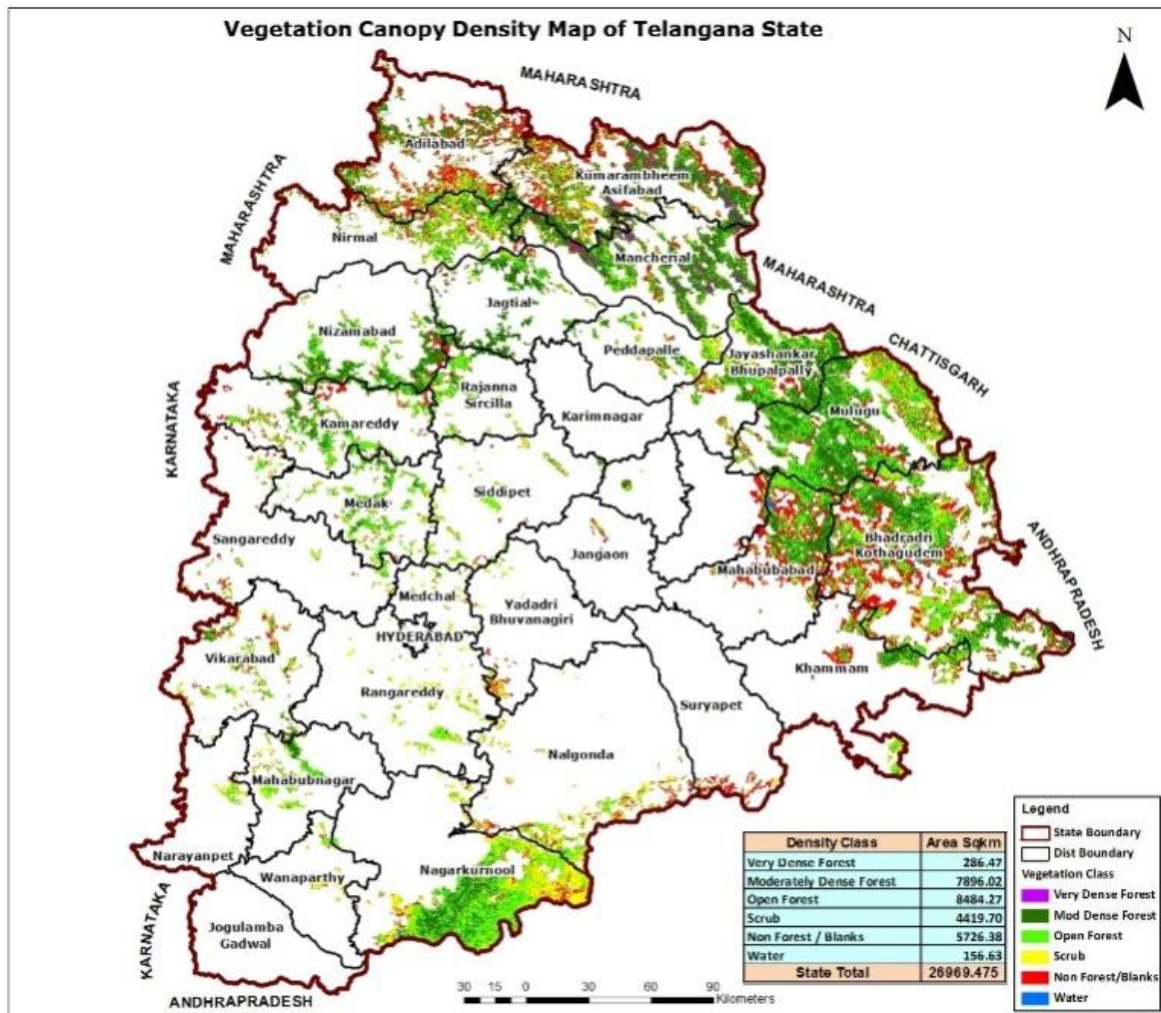 Vegetation Canopy Density Map of Telangana State
N
MAHARASHTRA
Adilabad
Kumarambheem
Asifabad
MAHARASHTRA
Nirmal
Mancherial
MAHARASHTRA
Jagtial
Nizamabad
Peddapalle
Jayashankar
Bhupalpally
CHATTISGARH
Rajanna
Sircilla
Karimnagar
Mulugu
KARNATAKA
Kamareddy
Siddipet
Medak
Sangareddy
Jangaon
Bhadradri
Kothagudem
Mahabubabad
ANDHRAPRADESH
Medchal
Yadadri
Bhuvanagiri
HYDERABAD
Vikarabad
Rangareddy
Khammam
Suryapet
Nalgonda
Mahabubnagar
Narayanpet
Wanaparthy
Nagarkurnool
Jogulamba
Gadwal
KARNATAKA
ANDHRAPRADESH
30 15 0 30 60 90
Kilometers
Density Class Area Sqkm
Very Dense Forest 286.47
Moderately Dense Forest 7896.02
Open Forest 8484.27
Scrub 4419.70
Non Forest / Blanks 5726.38
Water 156.63
State Total 26969.475
Legend
State Boundary
Dist Boundary
Vegetation Class
Very Dense Forest
Mod Dense Forest
Open Forest
Scrub
Non Forest/Blanks
Water